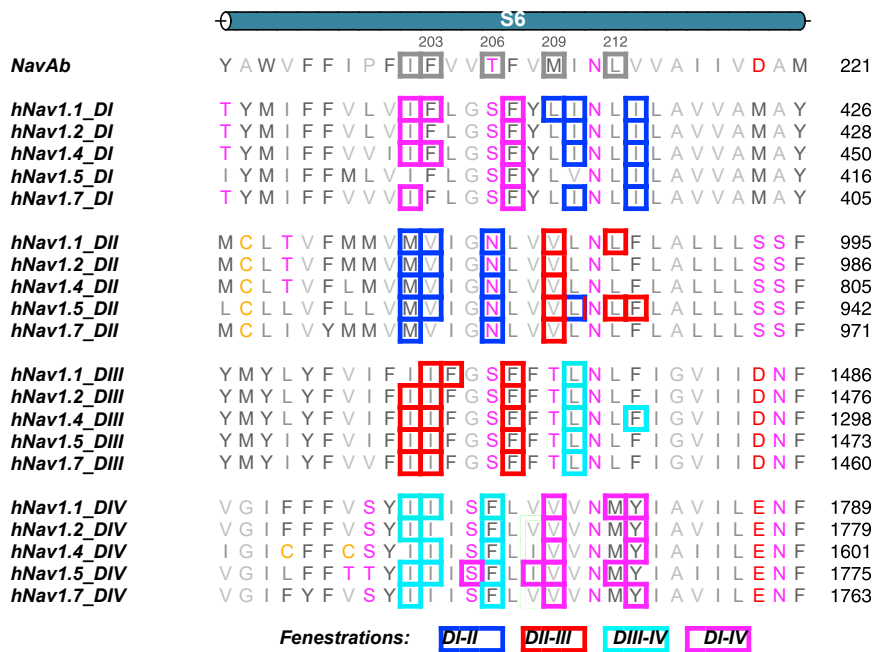 S6
203 206 209 212
NavAb Y A W V F F I P F I F V V T F V M I N L V V A I I V D A M 221
hNav1.1_DI T Y M I F F V L V I F L G S F Y L I N L I L A V V A M A Y 426
hNav1.2_DI T Y M I F F V L V I F L G S F Y L I N L I L A V V A M A Y 428
hNav1.4_DI T Y M I F F V V I I F L G S F Y L I N L I L A V V A M A Y 450
hNav1.5_DI I Y M I F F M L V I F L G S F Y L V N L I L A V V A M A Y 416
hNav1.7_DI T Y M I F F V V V I F L G S F Y L I N L I L A V V A M A Y 405
hNav1.1_DII M C L T V F M M V M V I G N L V V L N L F L A L L L S S F 995
hNav1.2_DII M C L T V F M M V M V I G N L V V L N L F L A L L L S S F 986
hNav1.4_DII M C L T V F L M V M V I G N L V V L N L F L A L L L S S F 805
hNav1.5_DII L C L L V F L L V M V I G N L V V L N L F L A L L L S S F 942
hNav1.7_DII M C L I V Y M M V M V I G N L V V L N L F L A L L L S S F 971
hNav1.1_DIII Y M Y L Y F V I F I I F G S F F T L N L F I G V I I D N F 1486
hNav1.2_DIII Y M Y L Y F V I F I I F G S F F T L N L F I G V I I D N F 1476
hNav1.4_DIII Y M Y L Y F V I F I I F G S F F T L N L F I G V I I D N F 1298
hNav1.5_DIII Y M Y I Y F V I F I I F G S F F T L N L F I G V I I D N F 1473
hNav1.7_DIII Y M Y I Y F V V F I I F G S F F T L N L F I G V I I D N F 1460
hNav1.1_DIV V G I F F F V S Y I I I S F L V V V N M Y I A V I L E N F 1789
hNav1.2_DIV V G I F F F V S Y I I I S F L V V V N M Y I A V I L E N F 1779
hNav1.4_DIV I G I C F F C S Y I I I S F L I V V N M Y I A I I L E N F 1601
hNav1.5_DIV V G I L F F T T Y I I I S F L I V V N M Y I A I I L E N F 1775
hNav1.7_DIV V G I F Y F V S Y I I I S F L V V V N M Y I A V I L E N F 1763
Fenestrations: DI-II DII-III DIII-IV DI-IV